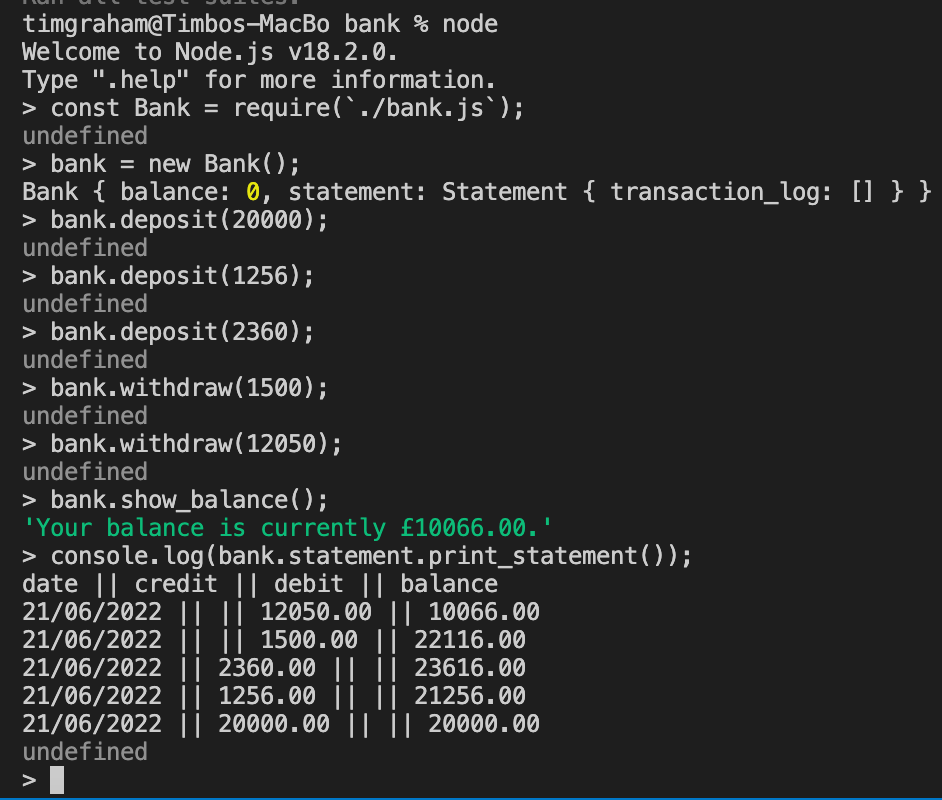 Ran all test suites.
timgraham@Timbos-MacBo bank % node
Welcome to Node.js v18.2.0.
Type ".help" for more information.
> const Bank = require(`./bank.js`);
undefined
> bank = new Bank();
Bank { balance: 0, statement: Statement { transaction_log: [] } }
> bank.deposit(20000);
undefined
> bank.deposit(1256);
undefined
> bank.deposit(2360);
undefined
> bank.withdraw(1500);
undefined
> bank.withdraw(12050);
undefined
> bank.show_balance();
'Your balance is currently £10066.00.'
> console.log(bank.statement.print_statement());
date || credit || debit || balance
21/06/2022 || || 12050.00 || 10066.00
21/06/2022 || || 1500.00 || 22116.00
21/06/2022 || 2360.00 || || 23616.00
21/06/2022 || 1256.00 || || 21256.00
21/06/2022 || 20000.00 || || 20000.00
undefined
>